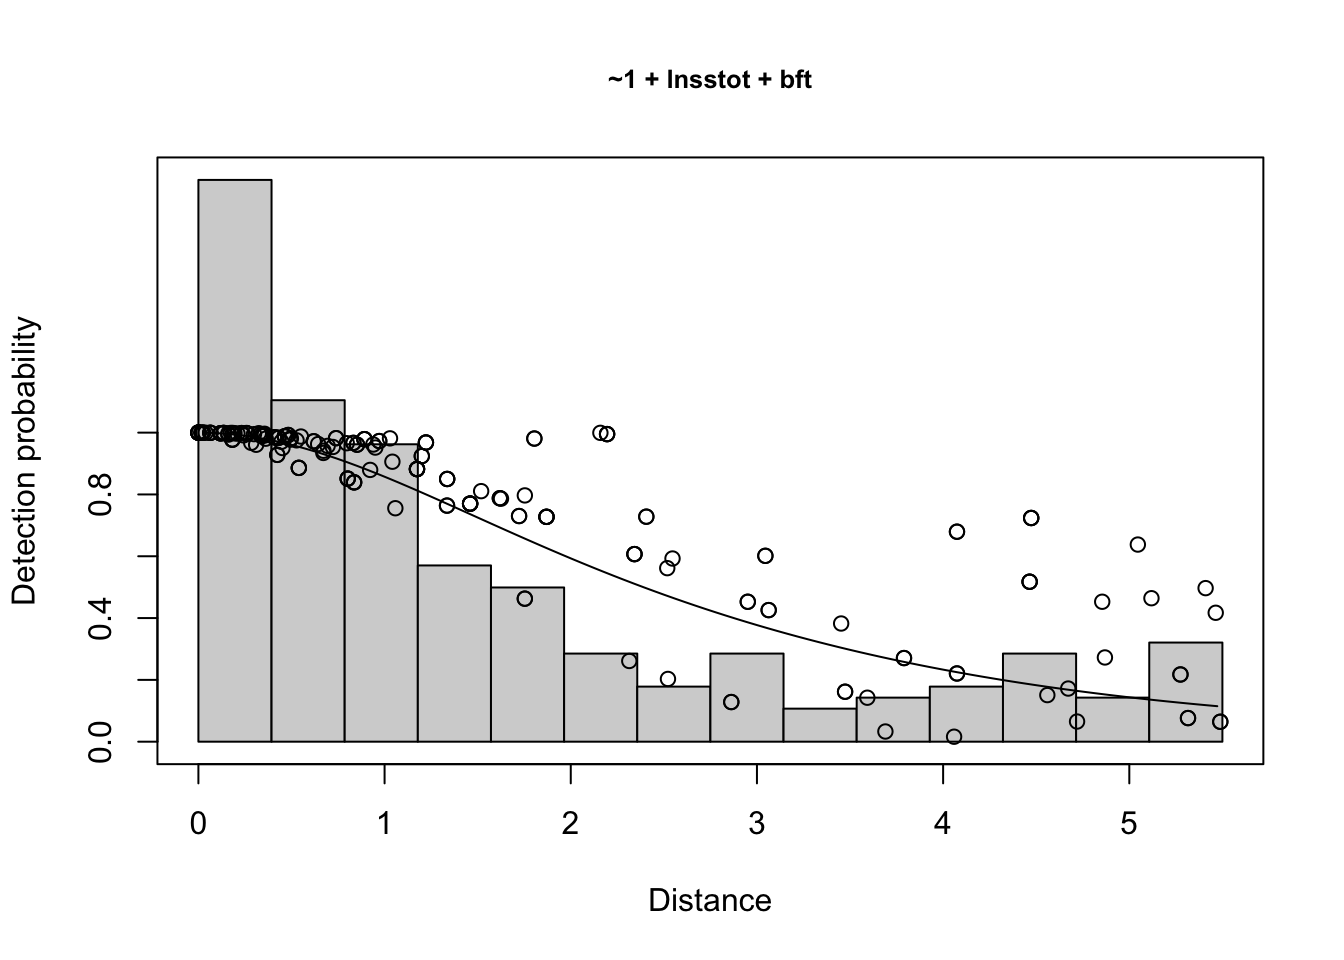 ~1 + lnsstot + bft
Detection probability
0.8
0.4
0.0
0 1 2 3 4 5
Distance